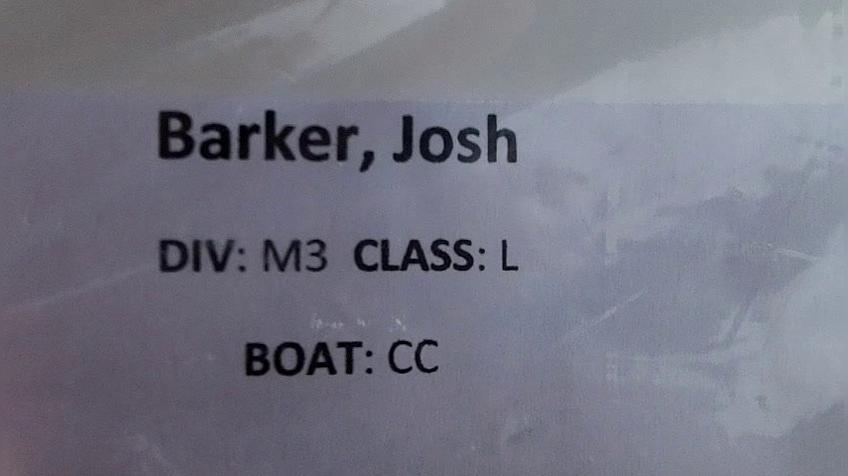 Barker, Josh
DIV: M3 CLASS: L
BOAT: CC